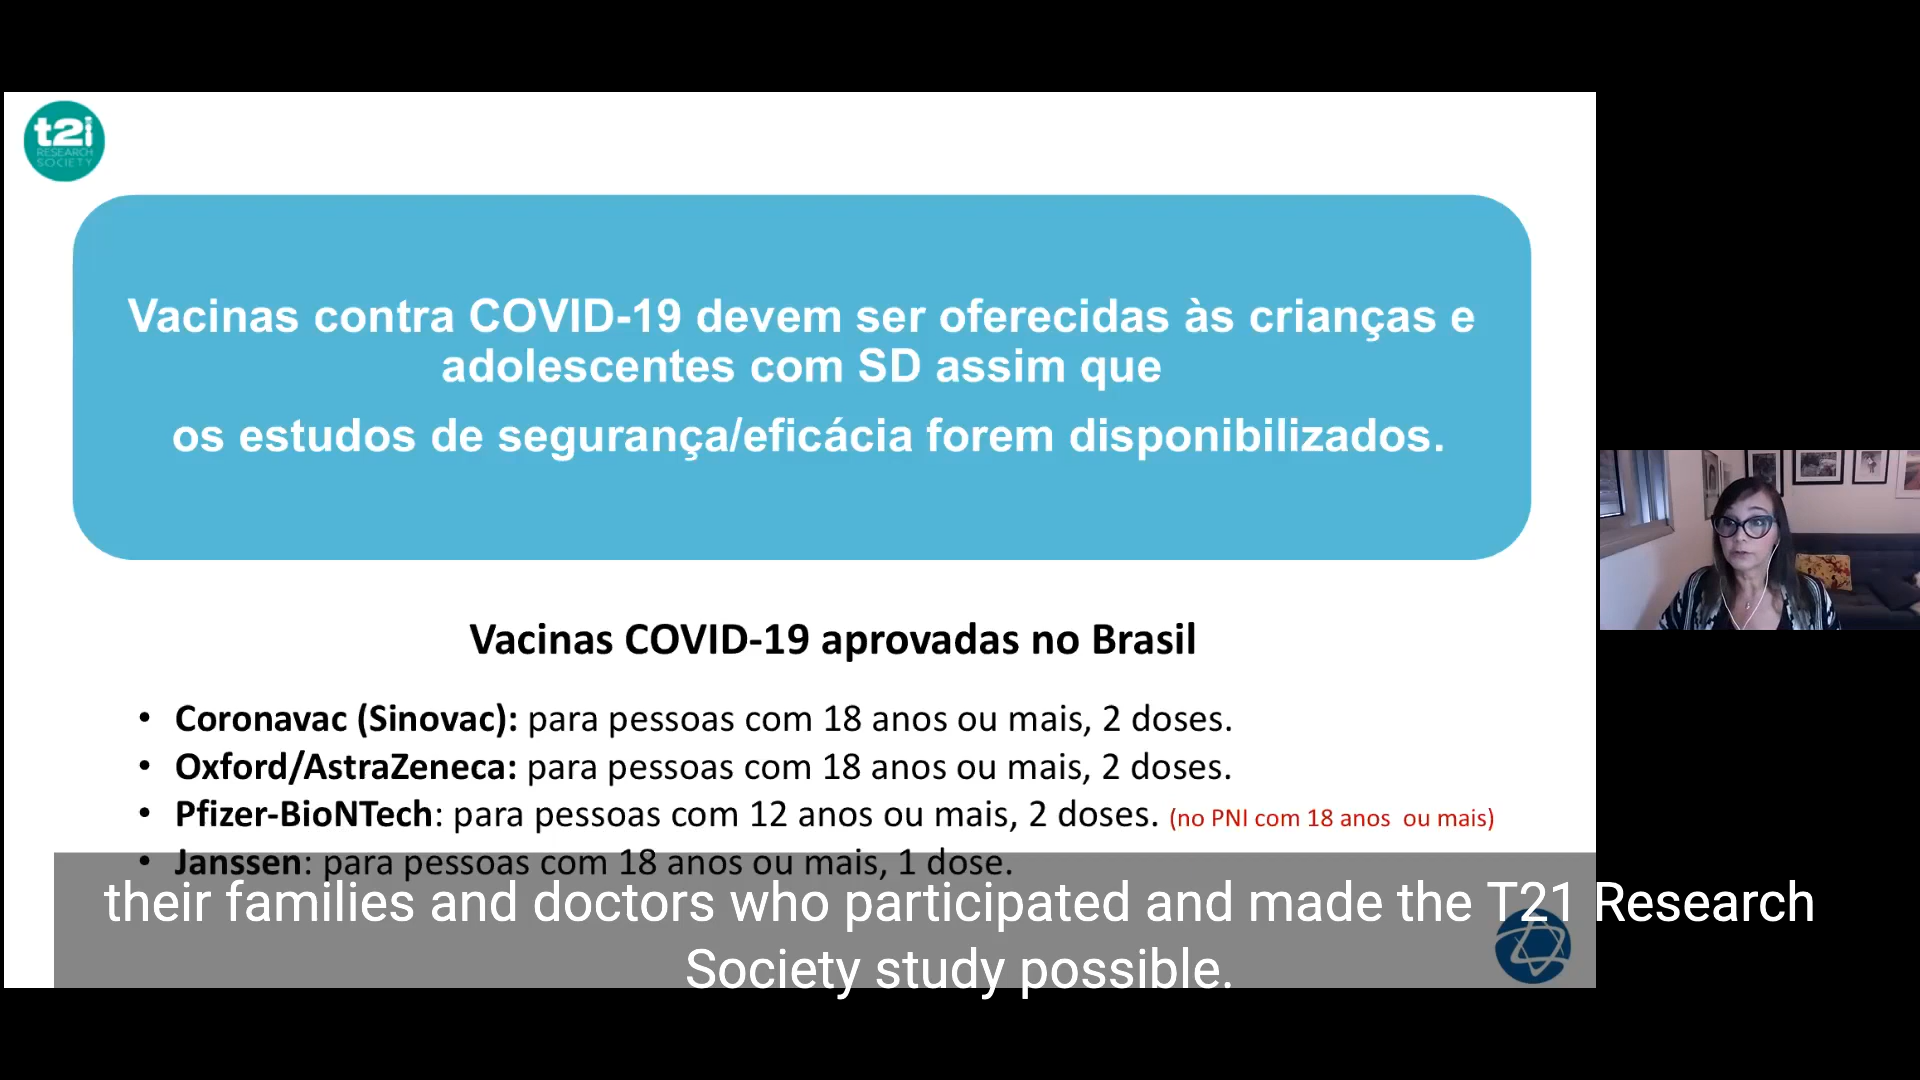 t2i
RESEARCH
SOCIETY
Vacinas contra COVID-19 devem ser oferecidas às crianças e
adolescentes com SD assim que
os estudos de segurança/eficácia forem disponibilizados.
Vacinas COVID-19 aprovadas no Brasil
• Coronavac (Sinovac): para pessoas com 18 anos ou mais, 2 doses.
• Oxford/AstraZeneca: para pessoas com 18 anos ou mais, 2 doses.
• Pfizer-BioNTech: para pessoas com 12 anos ou mais, 2 doses. (no PNI com 18 anos ou mais)
• Janssen: para pessoas com 18 anos ou mais, 1 dose.
their families and doctors who participated and made the T21 Research
Society study possible.